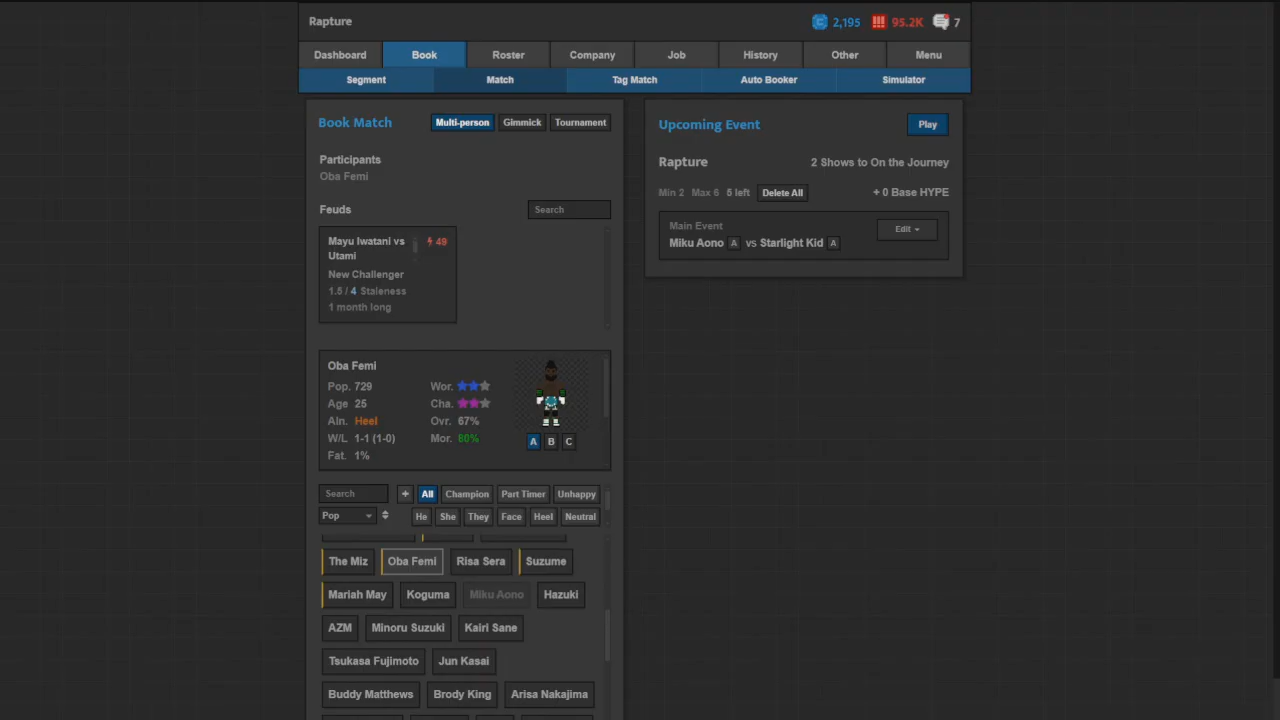 Rapture
2,195 95.2K 7
Dashboard Book Roster Company Job History Other Menu
Segment Match Tag Match Auto Booker Simulator
Book Match Multi-person Gimmick Tournament
Participants
Oba Femi
Feuds Search
Mayu Iwatani vs
Utami
49
New Challenger
1.5 / 4 Staleness
1 month long
Oba Femi
Pop. 729 Wor.
Age 25 Cha.
Aln. Heel Ovr. 67%
W/L 1-1 (1-0) Mor. 80%
Fat. 1%
A B C
Search + All Champion Part Timer Unhappy
Pop He She They Face Heel Neutral
The Miz Oba Femi Risa Sera Suzume
Mariah May Koguma Miku Aono Hazuki
AZM Minoru Suzuki Kairi Sane
Tsukasa Fujimoto Jun Kasai
Buddy Matthews Brody King Arisa Nakajima
Upcoming Event Play
Rapture 2 Shows to On the Journey
Min 2 Max 6 5 left Delete All + 0 Base HYPE
Main Event Edit
Miku Aono A vs Starlight Kid A